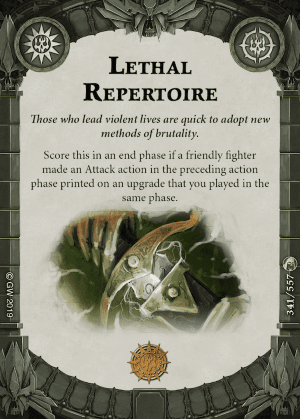 LETHAL
REPERTOIRE
Those who lead violent lives are quick to adopt new
methods of brutality.
Score this in an end phase if a friendly fighter
made an Attack action in the preceding action
phase printed on an upgrade that you played in the
same phase.
© GW 2019
341/557